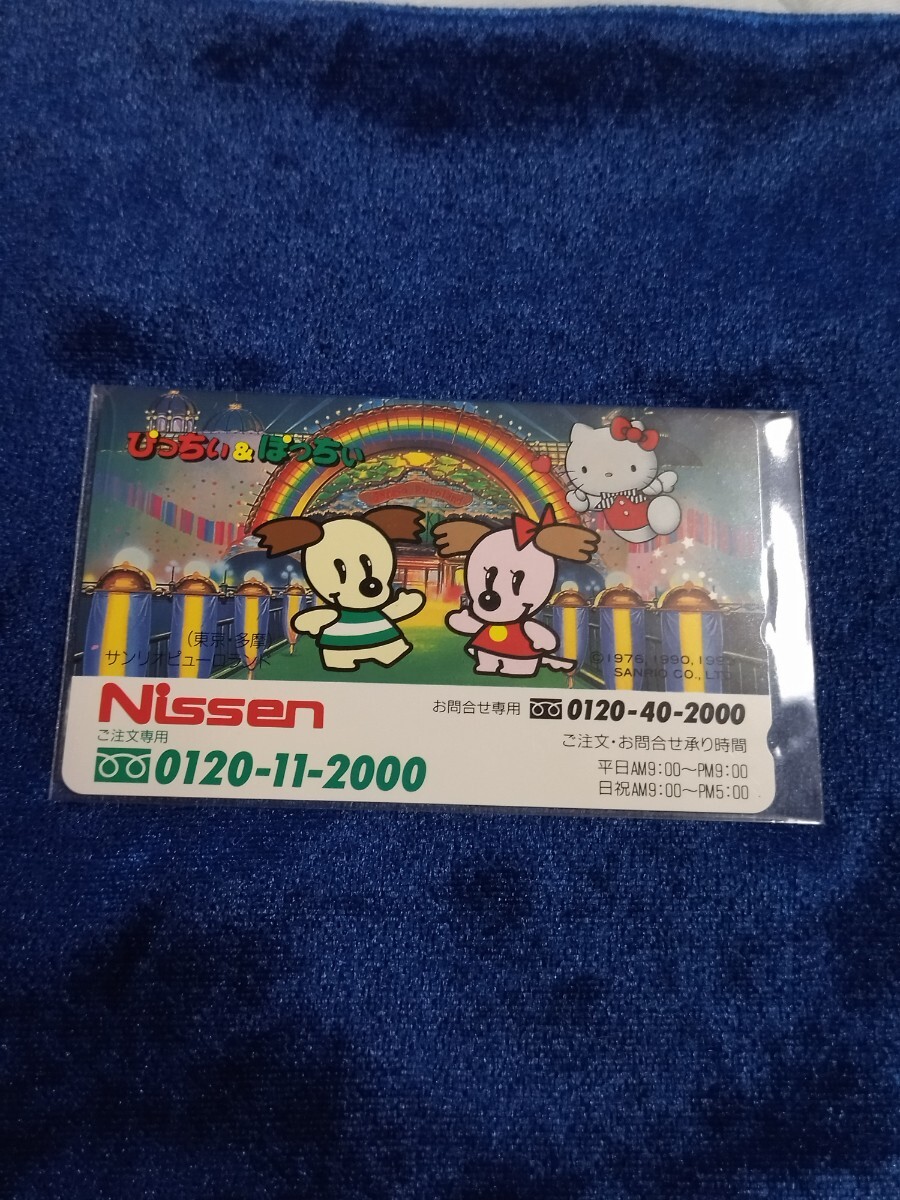 ぴっちぃ&ぽっちぃ
(東京・多摩)
サンリオピューロランド
©1976,1990,199
SANRIO CO., LTD
Nissen
お問合せ専用 0120-40-2000
ご注文専用
0120-11-2000
ご注文・お問合せ承り時間
平日AM9:00〜PM9:00
日祝AM9:00〜PM5:00